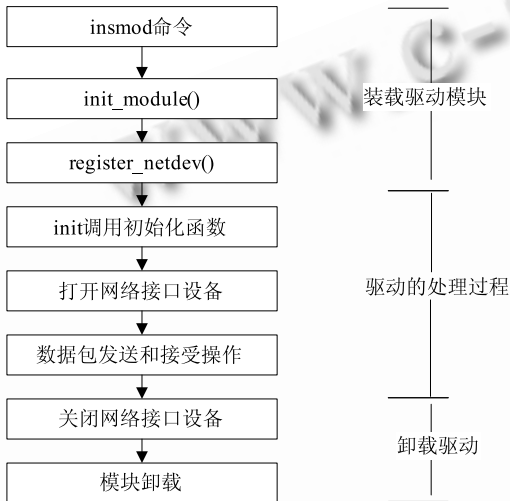 insmod命令
init_module()
装载驱动模块
register_netdev()
init调用初始化函数
打开网络接口设备
驱动的处理过程
数据包发送和接受操作
关闭网络接口设备
卸载驱动
模块卸载